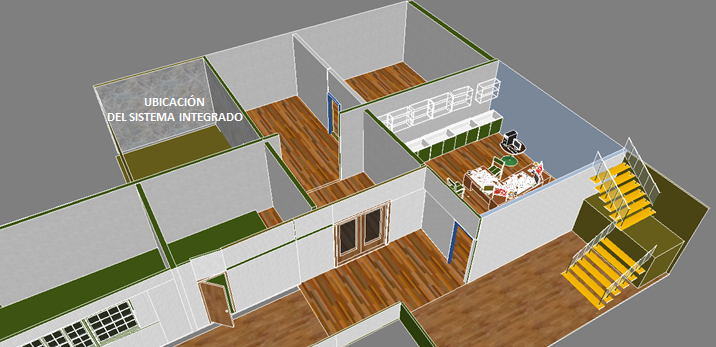 UBICACIÓN
DEL SISTEMA INTEGRADO